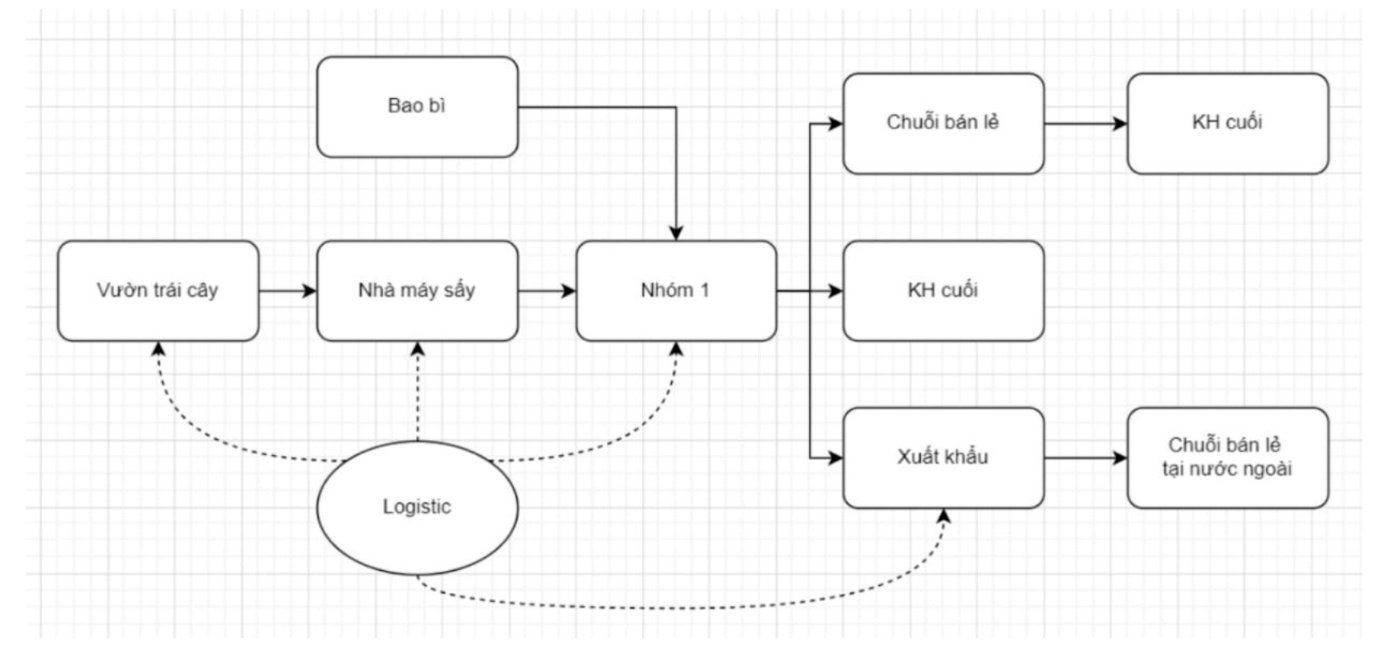 Bao bì
Chuỗi bán lẻ
KH cuối
Vườn trái cây
Nhà máy sấy
Nhóm 1
KH cuối
Xuất khẩu
Chuỗi bán lẻ
tại nước ngoài
Logistic